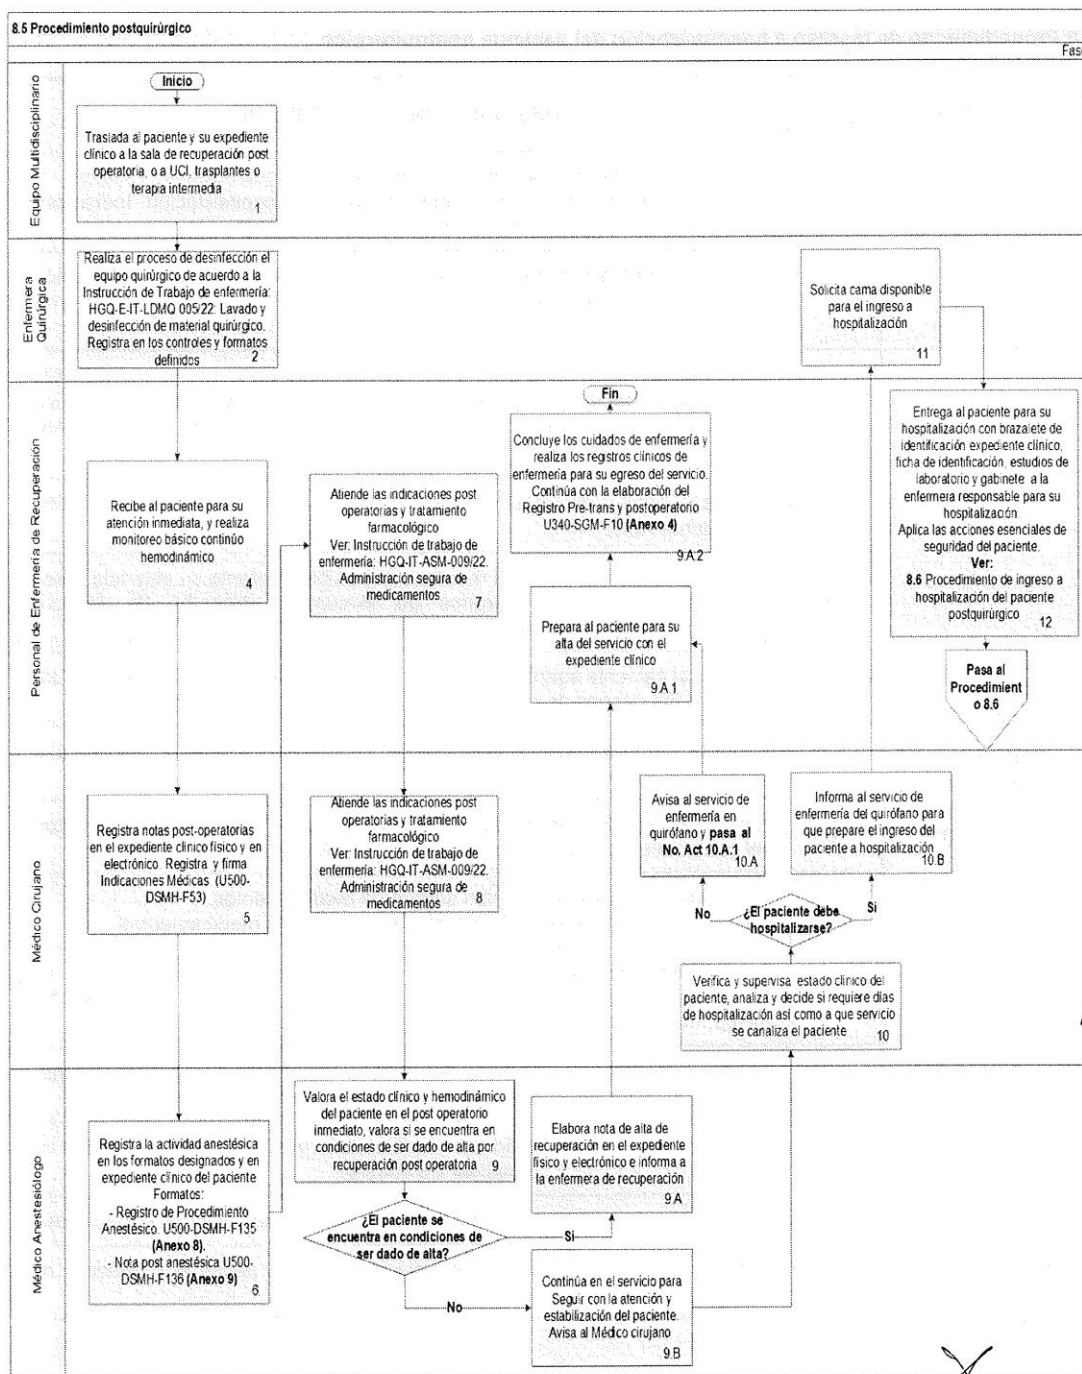 8.5 Procedimiento postquirúrgico
Fase
Equipo Multidisciplinario
Inicio
Traslada al paciente y su expediente
clínico a la sala de recuperación post
operatoria, o a UCI, trasplantes o
terapia intermedia
1
Enfermera
Quirúrgica
Realiza el proceso de desinfección el
equipo quirúrgico de acuerdo a la
Instrucción de Trabajo de enfermería:
HGQ-E-IT-LDMQ 005/22: Lavado y
desinfección de material quirúrgico.
Registra en los controles y formatos
definidos
2
Solicita cama disponible
para el ingreso a
hospitalización
11
Personal de Enfermería de Recuperación
Recibe al paciente para su
atención inmediata, y realiza
monitoreo básico continúo
hemodinámico
4
Atiende las indicaciones post
operatorias y tratamiento
farmacológico
Ver: Instrucción de trabajo de
enfermería: HGQ-IT-ASM-009/22.
Administración segura de
medicamentos
7
Fin
Concluye los cuidados de enfermería y
realiza los registros clínicos de
enfermería para su egreso del servicio.
Continúa con la elaboración del
Registro Pre-trans y postoperatorio
U340-SGM-F10 (Anexo 4)
9.A.2
Prepara al paciente para su
alta del servicio con el
expediente clínico
9.A.1
Entrega al paciente para su
hospitalización con brazalete de
identificación expediente clínico,
ficha de identificación, estudios de
laboratorio y gabinete a la
enfermera responsable para su
hospitalización
Aplica las acciones esenciales de
seguridad del paciente.
Ver:
8.6 Procedimiento de ingreso a
hospitalización del paciente
postquirúrgico
12
Pasa al
Procedimient
o 8.6
Médico Cirujano
Registra notas post-operatorias
en el expediente clínico físico y en
electrónico. Registra y firma
Indicaciones Médicas (U500-
DSMH-F53)
5
Atiende las indicaciones post
operatorias y tratamiento
farmacológico
Ver: Instrucción de trabajo de
enfermería: HGQ-IT-ASM-009/22.
Administración segura de
medicamentos
8
Avisa al servicio de
enfermería en
quirófano y pasa al
No. Act 10.A.1
10.A
Informa al servicio de
enfermería del quirófano para
que prepare el ingreso del
paciente a hospitalización
10.B
No
¿El paciente debe
hospitalizarse?
Si
Verifica y supervisa estado clínico del
paciente, analiza y decide si requiere días
de hospitalización así como a que servicio
se canaliza el paciente
10
Médico Anestesiólogo
Registra la actividad anestésica
en los formatos designados y en
expediente clínico del paciente
Formatos:
- Registro de Procedimiento
Anestésico. U500-DSMH-F135
(Anexo 8).
- Nota post anestésica U500-
DSMH-F136 (Anexo 9)
6
Valora el estado clínico y hemodinámico
del paciente en el post operatorio
inmediato, valora si se encuentra en
condiciones de ser dado de alta por
recuperación post operatoria
9
¿El paciente se
encuentra en condiciones de
ser dado de alta?
Si
No
Elabora nota de alta de
recuperación en el expediente
físico y electrónico e informa a
la enfermera de recuperación
9.A
Continúa en el servicio para
Seguir con la atención y
estabilización del paciente.
Avisa al Médico cirujano
9.B